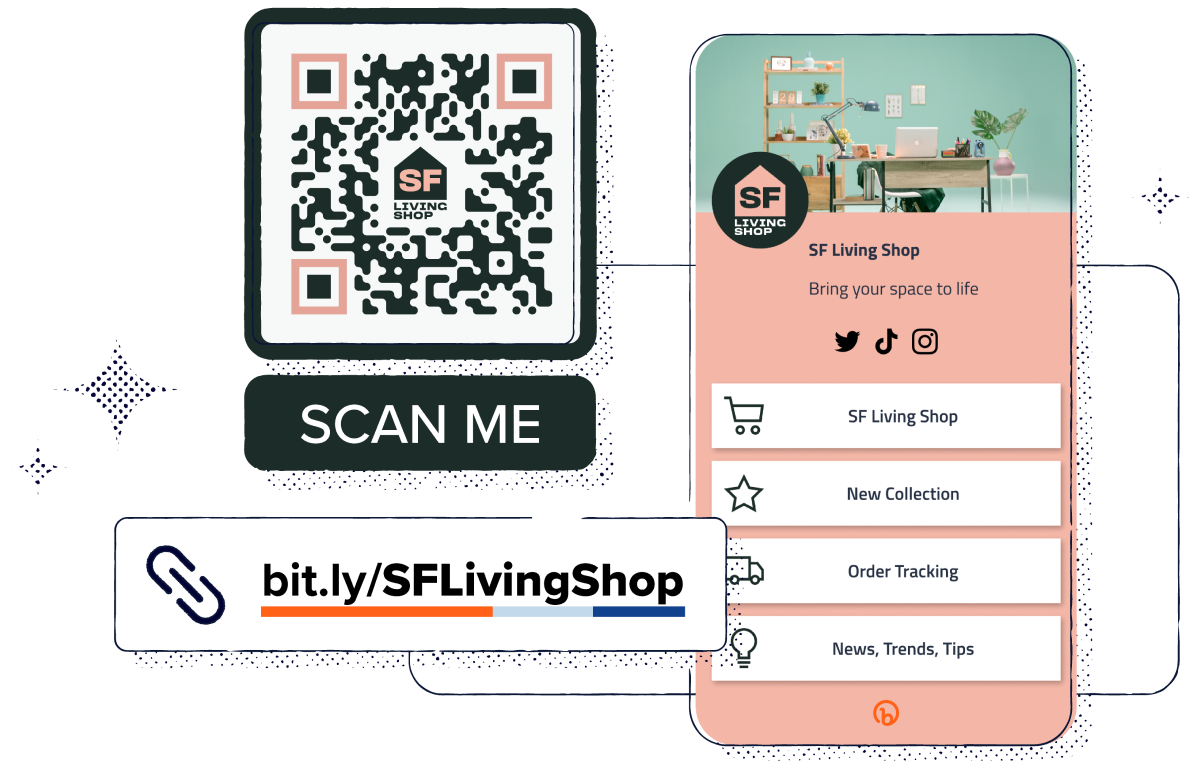 SF
LIVING
SHOP
SCAN ME
bit.ly/SFLivingShop
SF
LIVING
SHOP
SF Living Shop
Bring your space to life
SF Living Shop
New Collection
Order Tracking
News, Trends, Tips